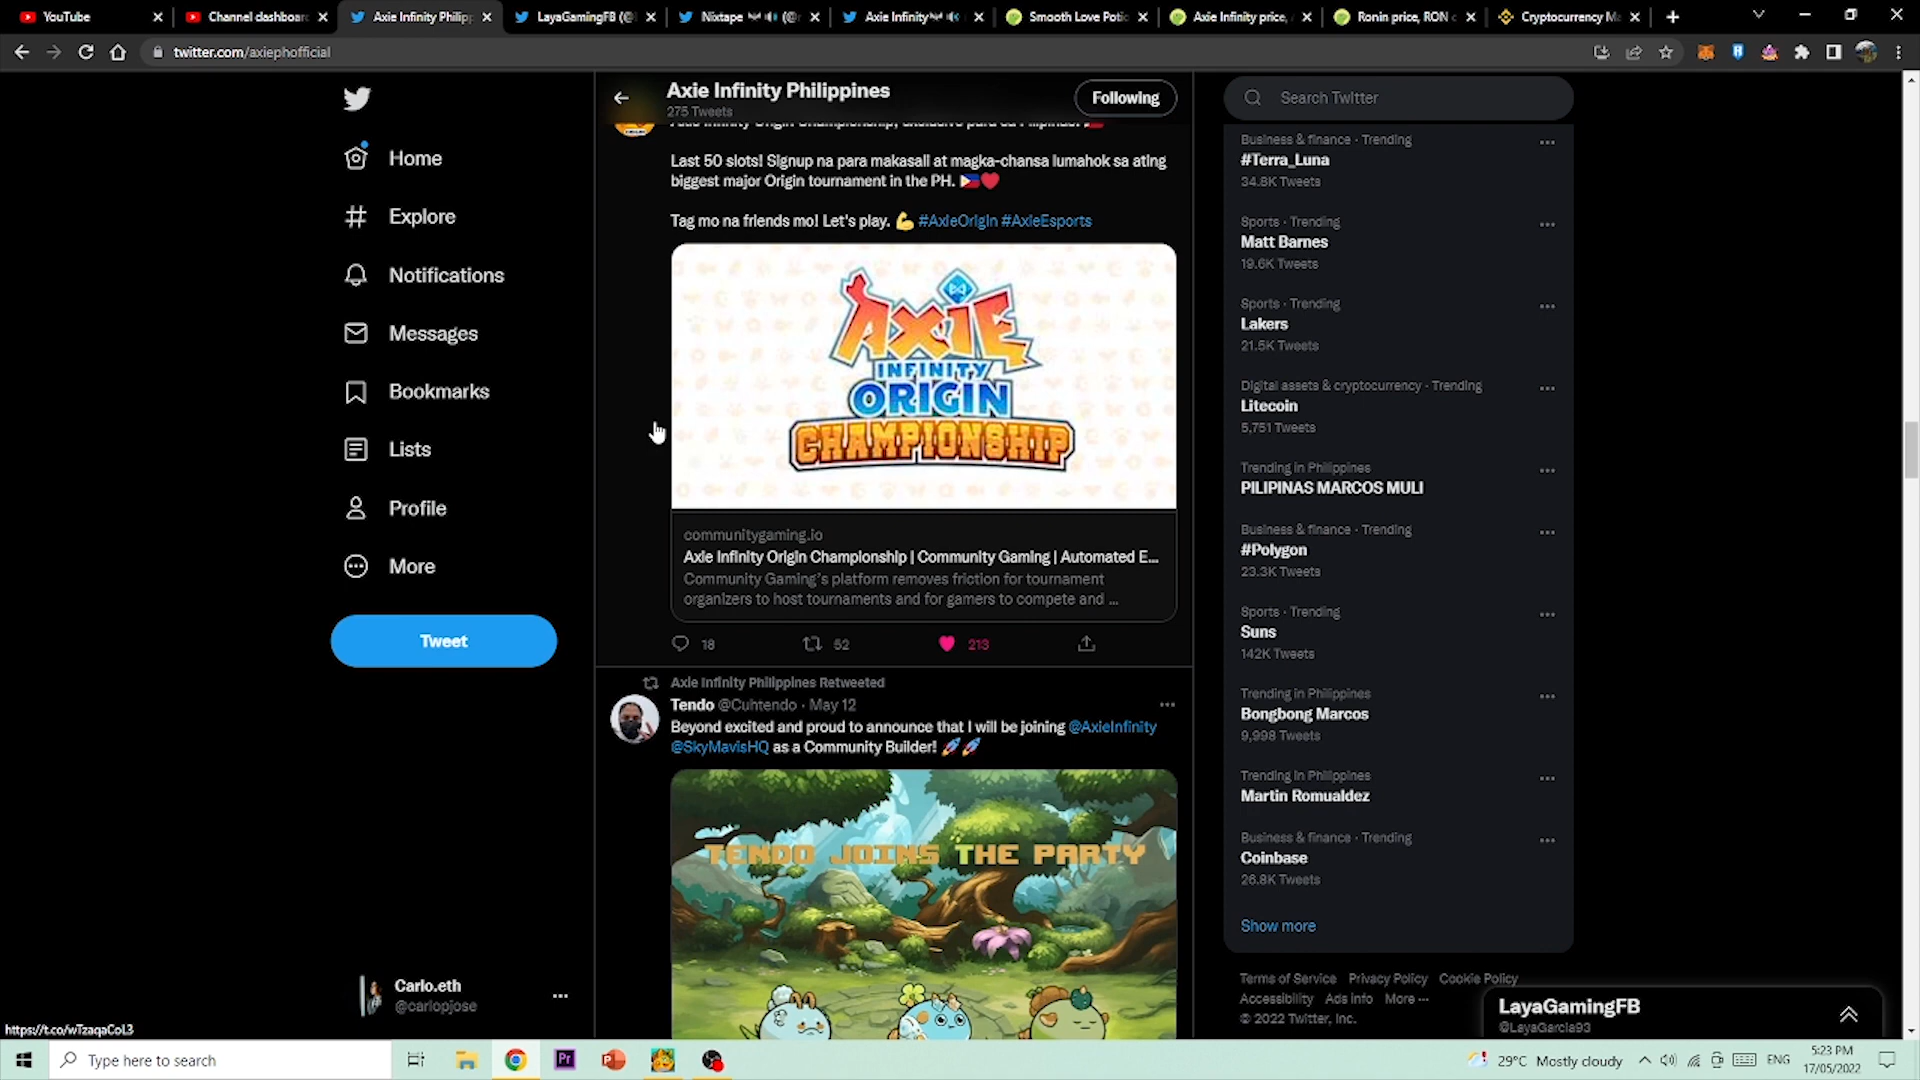 YouTube
Channel dashboar
Axie Infinity Philipp
LayaGamingFB (@
Nixtape
Axie Infinity
Smooth Love Poti
Axie Infinity price,
Ronin price, RON
Cryptocurrency Ma
twitter.com/axiephofficial
Home
Explore
Notifications
Messages
Bookmarks
Lists
Profile
More
Tweet
Carlo.eth
@carlopjose
https://t.co/wTzaqaCoL3
Axie Infinity Philippines
275 Tweets
Following
Last 50 slots! Signup na para makasali at magka-chansa lumahok sa ating
biggest major Origin tournament in the PH. 🇵🇭❤️
Tag mo na friends mo! Let's play. 💪 #AxieOrigin #AxieEsports
AXIE
INFINITY
ORIGIN
CHAMPIONSHIP
communitygaming.io
Axie Infinity Origin Championship | Community Gaming | Automated E...
Community Gaming's platform removes friction for tournament
organizers to host tournaments and for gamers to compete and ...
18
52
213
Axie Infinity Philippines Retweeted
Tendo @Cuhtendo · May 12
Beyond excited and proud to announce that I will be joining @AxieInfinity
@SkyMavisHQ as a Community Builder! 🚀🚀
TENDO JOINS THE PARTY
Search Twitter
Business & finance · Trending
#Terra_Luna
34.8K Tweets
Sports · Trending
Matt Barnes
19.6K Tweets
Sports · Trending
Lakers
21.5K Tweets
Digital assets & cryptocurrency · Trending
Litecoin
5,751 Tweets
Trending in Philippines
PILIPINAS MARCOS MULI
Business & finance · Trending
#Polygon
23.3K Tweets
Sports · Trending
Suns
142K Tweets
Trending in Philippines
Bongbong Marcos
9,998 Tweets
Trending in Philippines
Martin Romualdez
Business & finance · Trending
Coinbase
26.8K Tweets
Show more
Terms of Service Privacy Policy Cookie Policy
Accessibility Ads info More ···
© 2022 Twitter, Inc.
LayaGamingFB
@LayaGarcia93
Type here to search
29°C Mostly cloudy
ENG
5:23 PM
17/05/2022